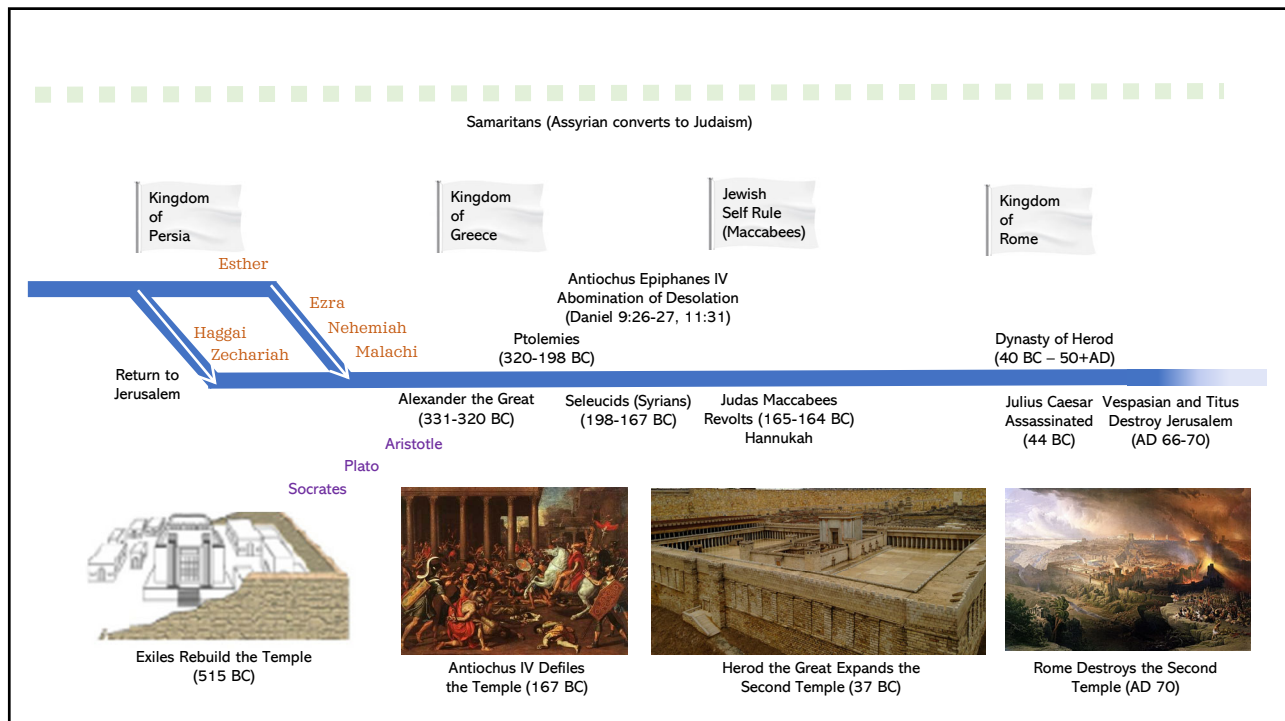 Samaritans (Assyrian converts to Judaism)
Kingdom
of
Persia
Kingdom
of
Greece
Jewish
Self Rule
(Maccabees)
Kingdom
of
Rome
Esther
Ezra
Nehemiah
Malachi
Haggai
Zechariah
Return to
Jerusalem
Antiochus Epiphanes IV
Abomination of Desolation
(Daniel 9:26-27, 11:31)
Ptolemies
(320-198 BC)
Dynasty of Herod
(40 BC – 50+AD)
Alexander the Great
(331-320 BC)
Seleucids (Syrians)
(198-167 BC)
Judas Maccabees
Revolts (165-164 BC)
Hannukah
Julius Caesar
Assassinated
(44 BC)
Vespasian and Titus
Destroy Jerusalem
(AD 66-70)
Aristotle
Plato
Socrates
Exiles Rebuild the Temple
(515 BC)
Antiochus IV Defiles
the Temple (167 BC)
Herod the Great Expands the
Second Temple (37 BC)
Rome Destroys the Second
Temple (AD 70)